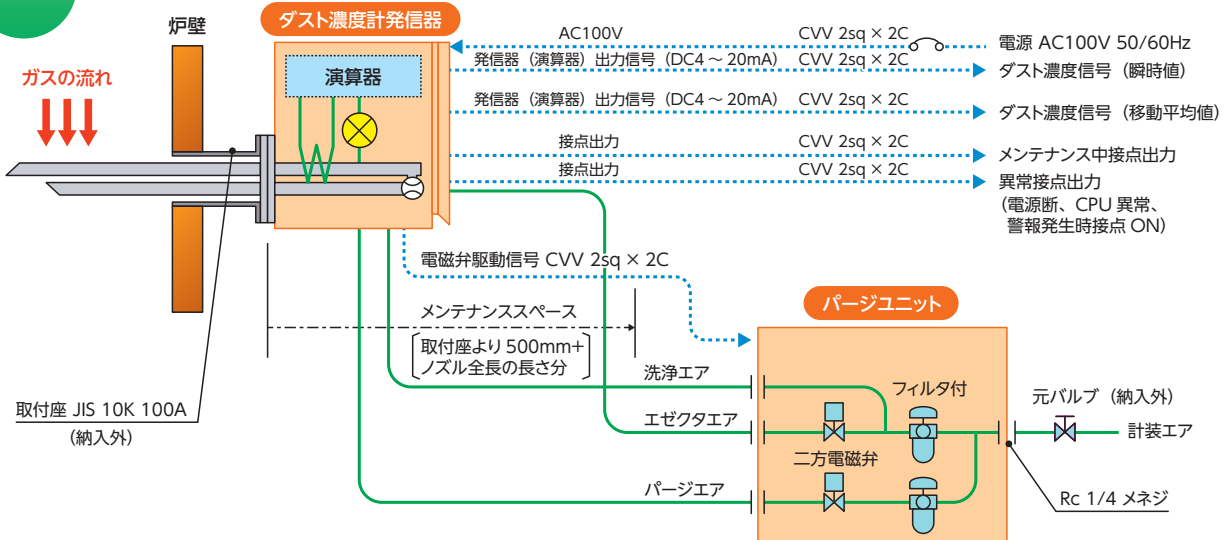 炉壁
ダスト濃度計発信器
ガスの流れ
演算器
AC100V CVV 2sq × 2C
電源 AC100V 50/60Hz
発信器（演算器）出力信号（DC4 ～ 20mA） CVV 2sq × 2C
ダスト濃度信号（瞬時値）
発信器（演算器）出力信号（DC4 ～ 20mA） CVV 2sq × 2C
ダスト濃度信号（移動平均値）
接点出力 CVV 2sq × 2C
メンテナンス中接点出力
接点出力 CVV 2sq × 2C
異常接点出力
（電源断、CPU 異常、
警報発生時接点 ON）
電磁弁駆動信号 CVV 2sq × 2C
パージユニット
メンテナンススペース
取付座より 500mm+
ノズル全長の長さ分
洗浄エア
フィルタ付
元バルブ（納入外）
取付座 JIS 10K 100A
（納入外）
エゼクタエア
計装エア
二方電磁弁
パージエア
Rc 1/4 メネジ